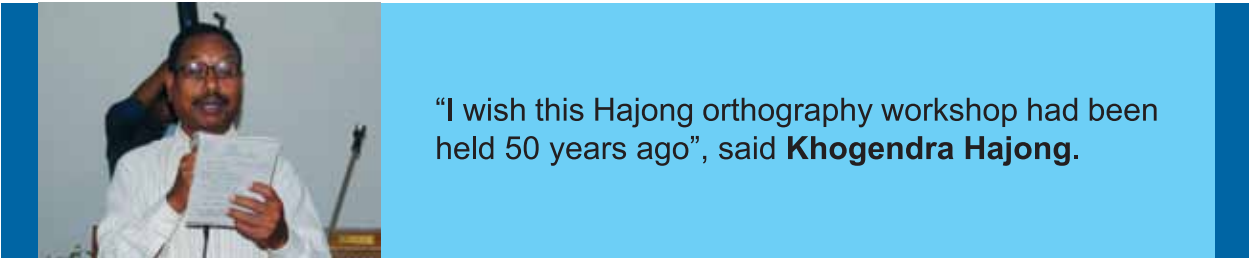 “I wish this Hajong orthography workshop had been
held 50 years ago”, said Khogendra Hajong.